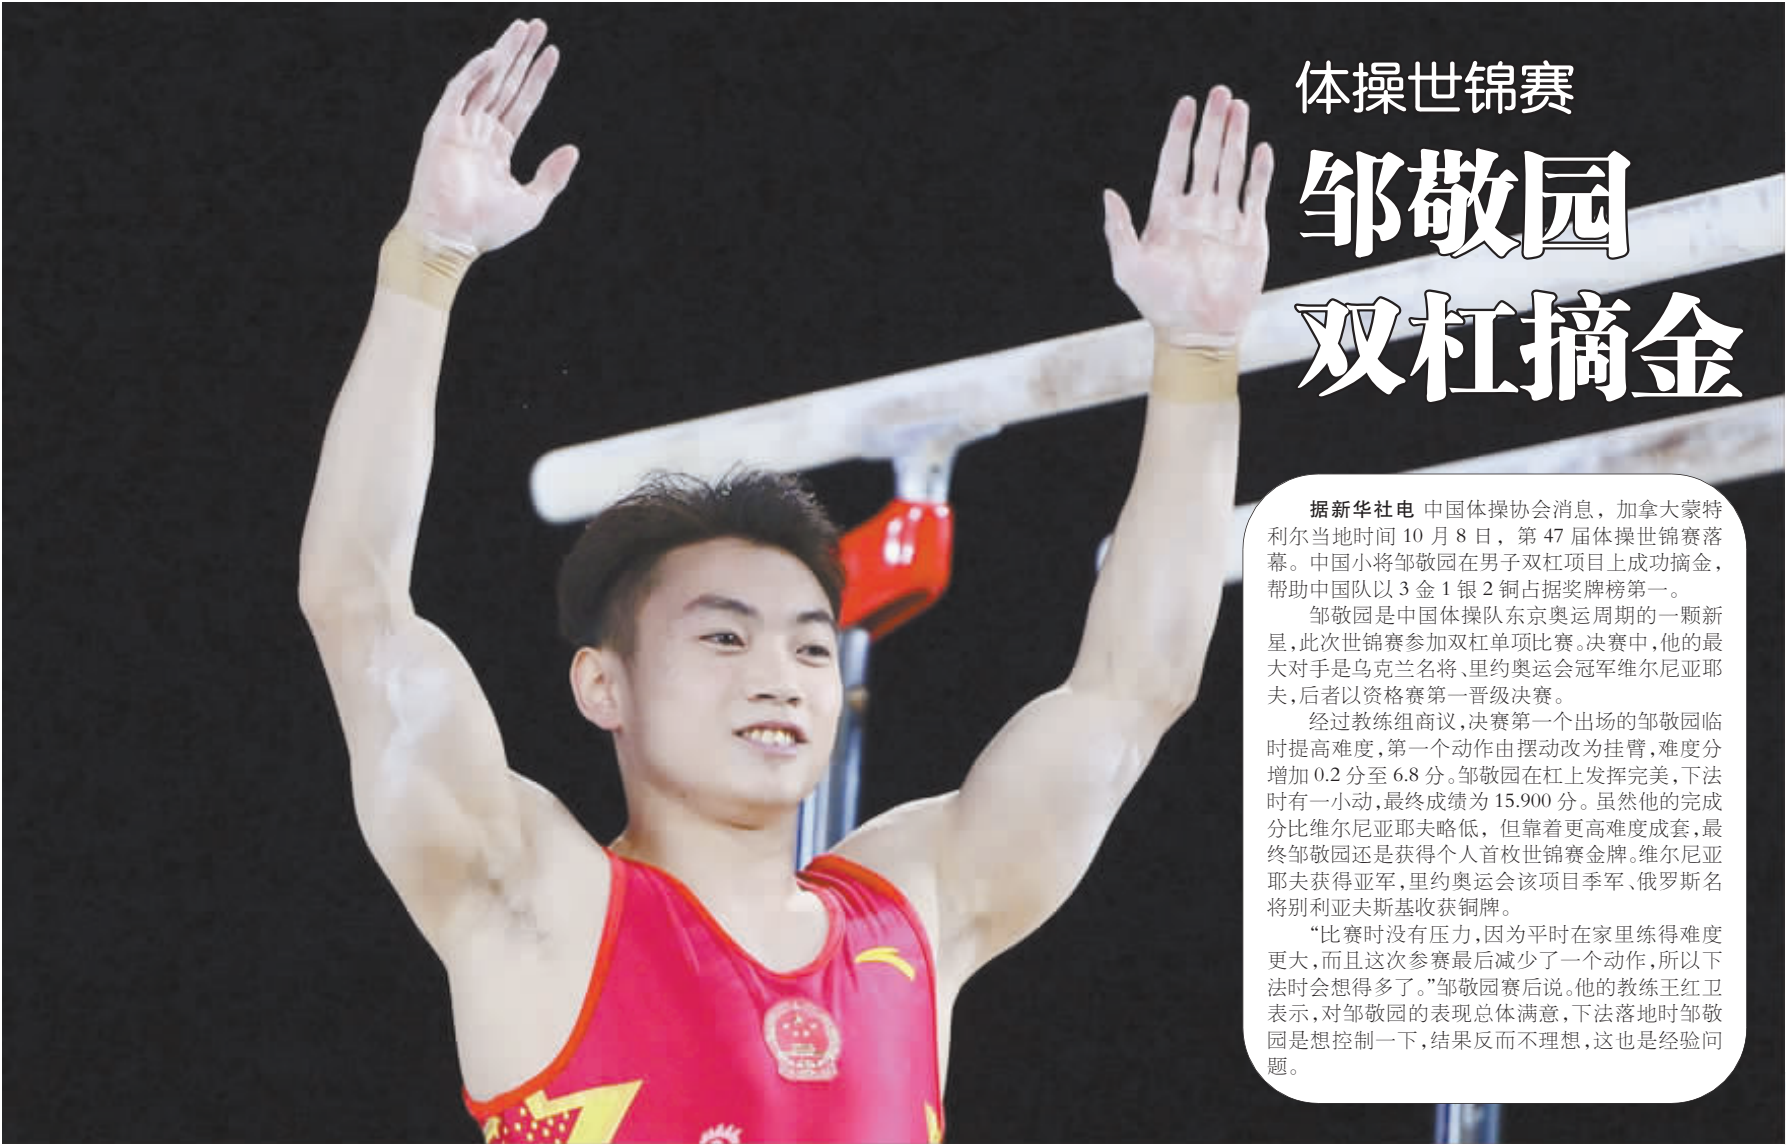 体操世锦赛
邹敬园
双杠摘金
据新华社电 中国体操协会消息，加拿大蒙特
利尔当地时间 10 月 8 日，第 47 届体操世锦赛落
幕。中国小将邹敬园在男子双杠项目上成功摘金，
帮助中国队以 3 金 1 银 2 铜占据奖牌榜第一。
邹敬园是中国体操队东京奥运周期的一颗新
星，此次世锦赛参加双杠单项比赛。决赛中，他的最
大对手是乌克兰名将、里约奥运会冠军维尔尼亚耶
夫，后者以资格赛第一晋级决赛。
经过教练组商议，决赛第一个出场的邹敬园临
时提高难度，第一个动作由摆动改为挂臂，难度分
增加 0.2 分至 6.8 分。邹敬园在杠上发挥完美，下法
时有一小动，最终成绩为 15.900 分。虽然他的完成
分比维尔尼亚耶夫略低，但靠着更高难度成套，最
终邹敬园还是获得个人首枚世锦赛金牌。维尔尼亚
耶夫获得亚军，里约奥运会该项目季军、俄罗斯名
将别利亚夫斯基收获铜牌。
“比赛时没有压力，因为平时在家里练得难度
更大，而且这次参赛最后减少了一个动作，所以下
法时会想得多了。”邹敬园赛后说。他的教练王红卫
表示，对邹敬园的表现总体满意，下法落地时邹敬
园是想控制一下，结果反而不理想，这也是经验问
题。